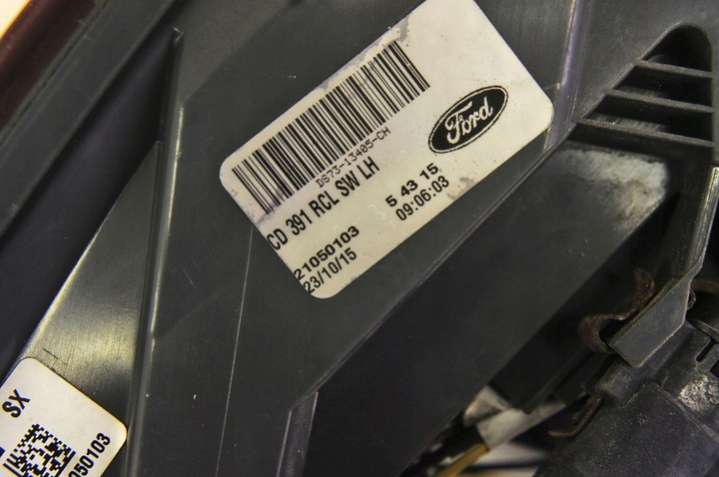 Ford
DS73-13405-CH
CD 391 RCL SW LH
21050103 5 43 15
23/10/15 09:06:03
SX
050103